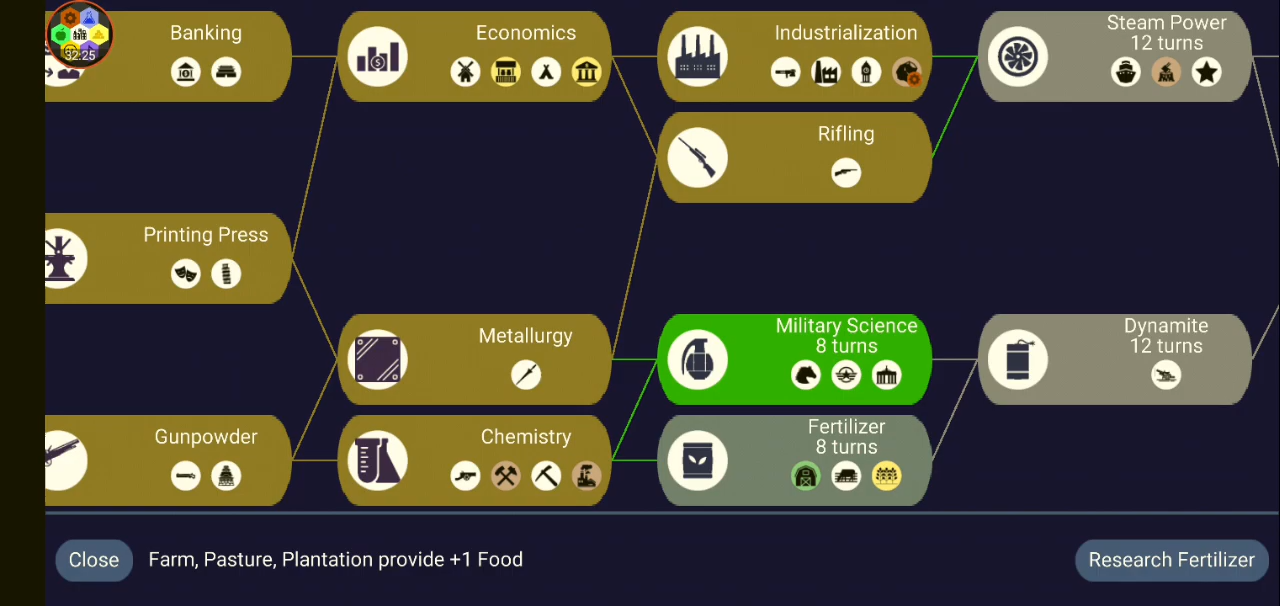 32:25
Banking
Economics
Industrialization
Steam Power
12 turns
Rifling
Printing Press
Metallurgy
Military Science
8 turns
Dynamite
12 turns
Gunpowder
Chemistry
Fertilizer
8 turns
Close
Farm, Pasture, Plantation provide +1 Food
Research Fertilizer